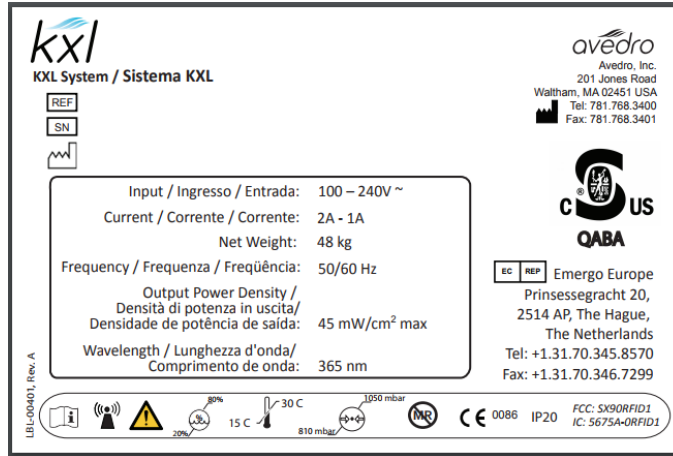 kxl
KXL System / Sistema KXL
REF
SN
avedro
Avedro, Inc.
201 Jones Road
Waltham, MA 02451 USA
Tel: 781.768.3400
Fax: 781.768.3401
C S US
®
QABA
Input / Ingresso / Entrada: 100 – 240V ~
Current / Corrente / Corrente: 2A - 1A
Net Weight: 48 kg
Frequency / Frequenza / Freqüência: 50/60 Hz
Output Power Density /
Densità di potenza in uscita/
Densidade de potência de saída: 45 mW/cm² max
Wavelength / Lunghezza d'onda/
Comprimento de onda: 365 nm
EC REP Emergo Europe
Prinsessegracht 20,
2514 AP, The Hague,
The Netherlands
Tel: +1.31.70.345.8570
Fax: +1.31.70.346.7299
LBL-00401, Rev. A
i
20% % 80%
15 C 30 C
810 mbar 1050 mbar
MR
CE 0086
IP20
FCC: SX90RFID1
IC: 5675A-0RFID1